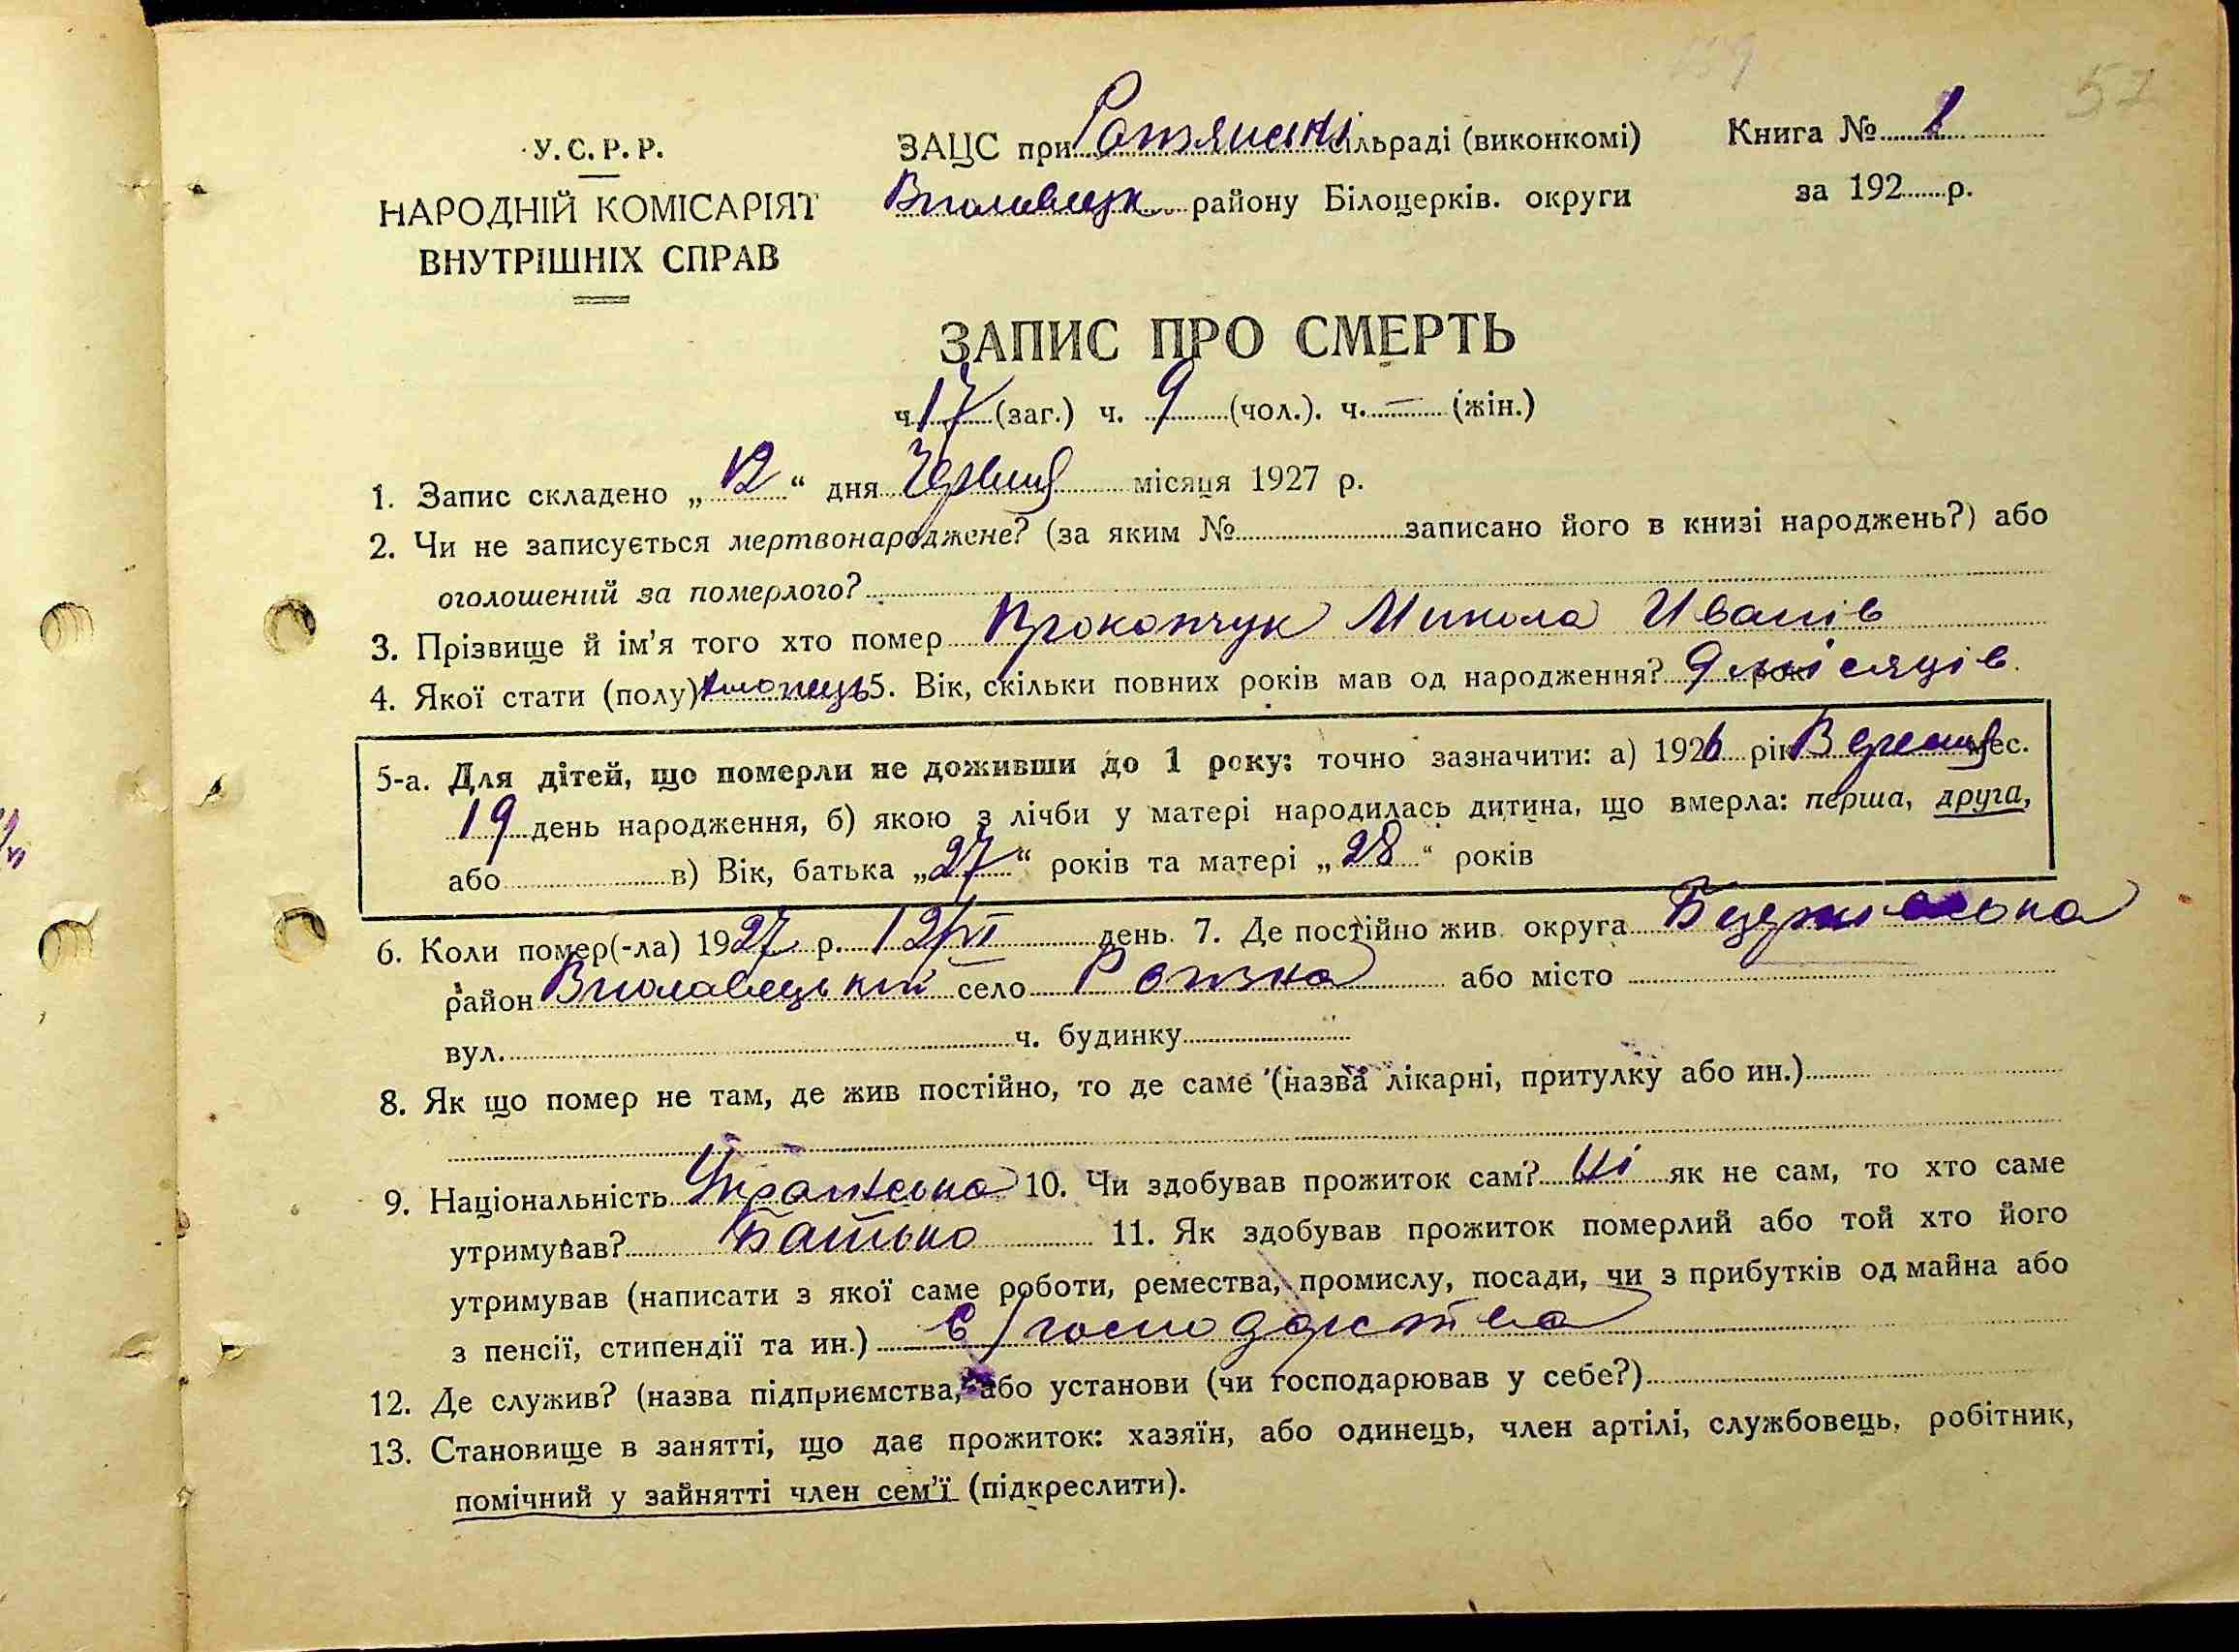 57
У.С.Р.Р.
НАРОДНІЙ КОМІСАРІЯТ
ВНУТРІШНІХ СПРАВ
ЗАЦС при сільраді (виконкомі)
району Білоцерків. округи
Книга № 1
за 192 р.
ЗАПИС ПРО СМЕРТЬ
ч. 17 (заг.) ч. 9 (чол.). ч. — (жін.)
1. Запис складено „12“ дня Червня місяця 1927 р.
2. Чи не записується мертвонароджене? (за яким № записано його в книзі народжень?) або
оголошений за померлого?
3. Прізвище й ім'я того хто помер Прокопчук Микола Иванів
4. Якої стати (полу) хлопець 5. Вік, скільки повних років мав од народження? 9 місяців
5-а. Для дітей, що померли не доживши до 1 року: точно зазначити: а) 1926 рік Вересня мес.
19 день народження, б) якою з лічби у матері народилась дитина, що вмерла: перша, друга,
або в) Вік, батька „27“ років та матері „28“ років
6. Коли помер(-ла) 1927 р. 12/VI день. 7. Де постійно жив округа
район село Ротзка або місто
вул. ч. будинку
8. Як що помер не там, де жив постійно, то де саме (назва лікарні, притулку або ин.)
9. Національність 10. Чи здобував прожиток сам? Ні як не сам, то хто саме
утримував? Батько 11. Як здобував прожиток померлий або той хто його
утримував (написати з якої саме роботи, ремества, промислу, посади, чи з прибутків од майна або
з пенсії, стипендії та ин.) С/господарства
12. Де служив? (назва підприємства, або установи (чи господарював у себе?)
13. Становище в занятті, що дає прожиток: хазяїн, або одинець, член артілі, службовець, робітник,
помічний у зайнятті член сем'ї (підкреслити).